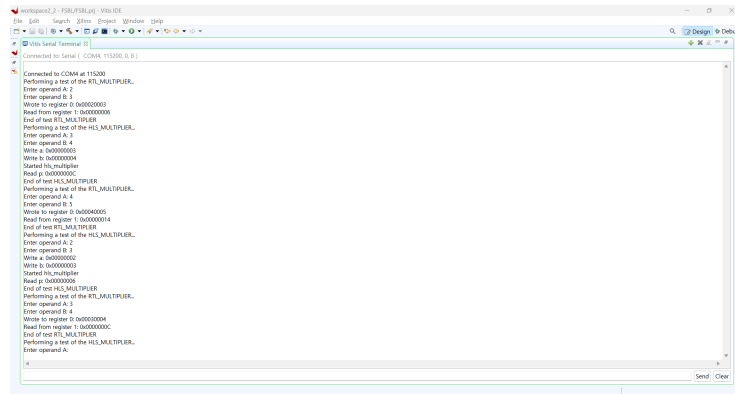 workspace2_2 - FSBL/FSBL.prj - Vitis IDE
File Edit Search Xilinx Project Window Help
Design Debu
Vitis Serial Terminal
Connected to: Serial ( COM4, 115200, 0, 8 )
Connected to COM4 at 115200
Performing a test of the RTL_MULTIPLIER...
Enter operand A: 2
Enter operand B: 3
Wrote to register 0: 0x00020003
Read from register 1: 0x00000006
End of test RTL_MULTIPLIER
Performing a test of the HLS_MULTIPLIER...
Enter operand A: 3
Enter operand B: 4
Write a: 0x00000003
Write b: 0x00000004
Started hls_multiplier
Read p: 0x0000000C
End of test HLS_MULTIPLIER
Performing a test of the RTL_MULTIPLIER...
Enter operand A: 4
Enter operand B: 5
Wrote to register 0: 0x00040005
Read from register 1: 0x00000014
End of test RTL_MULTIPLIER
Performing a test of the HLS_MULTIPLIER...
Enter operand A: 2
Enter operand B: 3
Write a: 0x00000002
Write b: 0x00000003
Started hls_multiplier
Read p: 0x00000006
End of test HLS_MULTIPLIER
Performing a test of the RTL_MULTIPLIER...
Enter operand A: 3
Enter operand B: 4
Wrote to register 0: 0x00030004
Read from register 1: 0x0000000C
End of test RTL_MULTIPLIER
Performing a test of the HLS_MULTIPLIER...
Enter operand A:
Send Clear